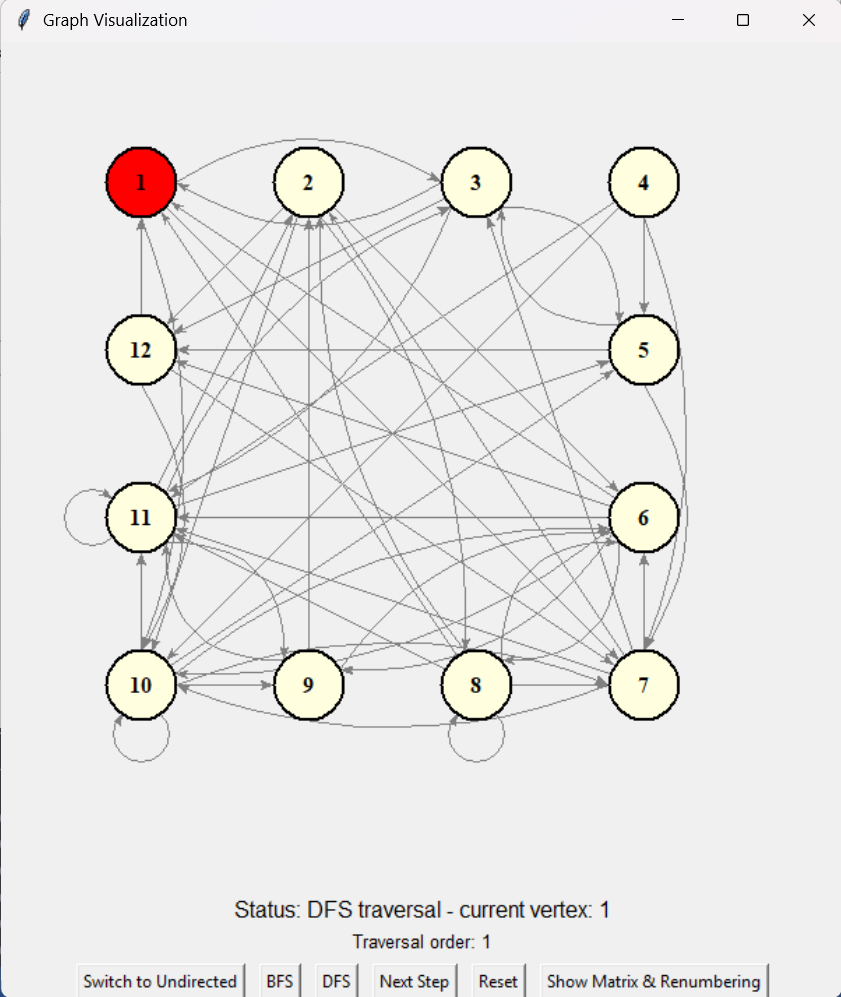 Graph Visualization
1 2 3 4
12 5
11 6
10 9 8 7
Status: DFS traversal - current vertex: 1
Traversal order: 1
Switch to Undirected BFS DFS Next Step Reset Show Matrix & Renumbering